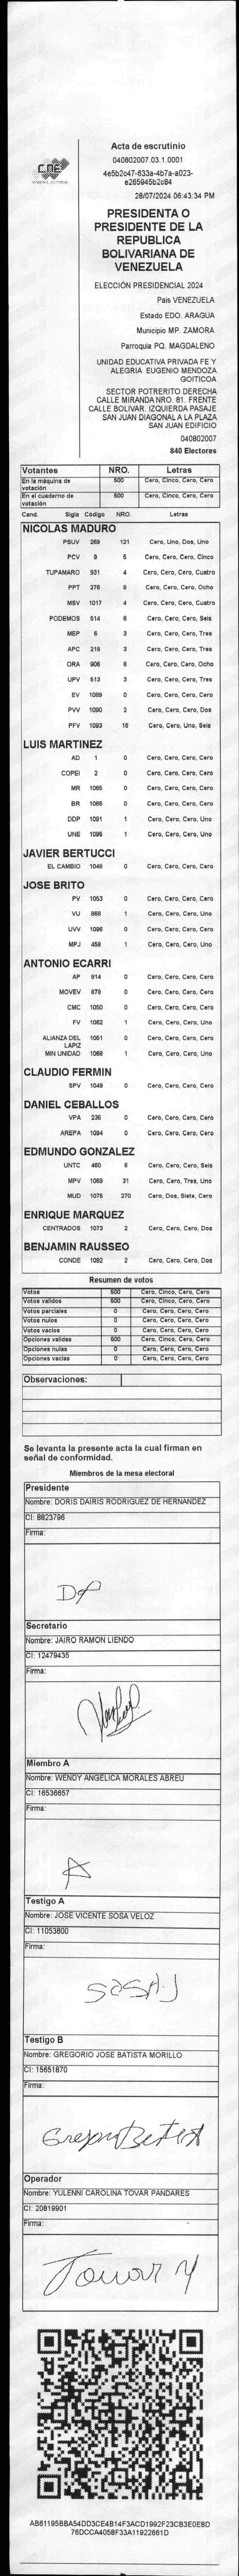 CNE
Acta de escrutinio
040802007.03.1.0001
4e5b2c47-633a-4b7a-a023-
e265945b2c84
28/07/2024 06:43:34 PM
PRESIDENTA O
PRESIDENTE DE LA
REPUBLICA
BOLIVARIANA DE
VENEZUELA
ELECCIÓN PRESIDENCIAL 2024
Pais VENEZUELA
Estado EDO. ARAGUA
Municipio MP. ZAMORA
Parroquia PQ. MAGDALENO
UNIDAD EDUCATIVA PRIVADA FE Y
ALEGRIA EUGENIO MENDOZA
GOITICOA
SECTOR POTRERITO DERECHA
CALLE MIRANDA NRO. 81. FRENTE
CALLE BOLIVAR. IZQUIERDA PASAJE
SAN JUAN DIAGONAL A LA PLAZA
SAN JUAN EDIFICIO
040802007
840 Electores
Votantes NRO. Letras
En la máquina de votación 500 Cero, Cinco, Cero, Cero
En el cuaderno de votación 500 Cero, Cinco, Cero, Cero
Cand. Sigla Código NRO. Letras
NICOLAS MADURO
PSUV 269 121 Cero, Uno, Dos, Uno
PCV 9 5 Cero, Cero, Cero, Cinco
TUPAMARO 931 4 Cero, Cero, Cero, Cuatro
PPT 276 8 Cero, Cero, Cero, Ocho
MSV 1017 4 Cero, Cero, Cero, Cuatro
PODEMOS 514 6 Cero, Cero, Cero, Seis
MEP 6 3 Cero, Cero, Cero, Tres
APC 219 3 Cero, Cero, Cero, Tres
ORA 906 8 Cero, Cero, Cero, Ocho
UPV 613 3 Cero, Cero, Cero, Tres
EV 1089 0 Cero, Cero, Cero, Cero
PVV 1090 2 Cero, Cero, Cero, Dos
PFV 1093 16 Cero, Cero, Uno, Seis
LUIS MARTINEZ
AD 1 0 Cero, Cero, Cero, Cero
COPEI 2 0 Cero, Cero, Cero, Cero
MR 1065 0 Cero, Cero, Cero, Cero
BR 1066 0 Cero, Cero, Cero, Cero
DDP 1091 1 Cero, Cero, Cero, Uno
UNE 1095 1 Cero, Cero, Cero, Uno
JAVIER BERTUCCI
EL CAMBIO 1048 0 Cero, Cero, Cero, Cero
JOSE BRITO
PV 1053 0 Cero, Cero, Cero, Cero
VU 868 1 Cero, Cero, Cero, Uno
UVV 1096 0 Cero, Cero, Cero, Cero
MPJ 458 1 Cero, Cero, Cero, Uno
ANTONIO ECARRI
AP 814 0 Cero, Cero, Cero, Cero
MOVEV 878 0 Cero, Cero, Cero, Cero
CMC 1050 0 Cero, Cero, Cero, Cero
FV 1062 1 Cero, Cero, Cero, Uno
ALIANZA DEL LAPIZ 1051 0 Cero, Cero, Cero, Cero
MIN UNIDAD 1068 1 Cero, Cero, Cero, Uno
CLAUDIO FERMIN
SPV 1049 0 Cero, Cero, Cero, Cero
DANIEL CEBALLOS
VPA 236 0 Cero, Cero, Cero, Cero
AREPA 1094 0 Cero, Cero, Cero, Cero
EDMUNDO GONZALEZ
UNTC 460 6 Cero, Cero, Cero, Seis
MPV 1069 31 Cero, Cero, Tres, Uno
MUD 1075 270 Cero, Dos, Siete, Cero
ENRIQUE MARQUEZ
CENTRADOS 1073 2 Cero, Cero, Cero, Dos
BENJAMIN RAUSSEO
CONDE 1092 2 Cero, Cero, Cero, Dos
Resumen de votos
Votos 500 Cero, Cinco, Cero, Cero
Votos validos 500 Cero, Cinco, Cero, Cero
Votos parciales 0 Cero, Cero, Cero, Cero
Votos nulos 0 Cero, Cero, Cero, Cero
Votos vacios 0 Cero, Cero, Cero, Cero
Opciones validas 500 Cero, Cinco, Cero, Cero
Opciones nulas 0 Cero, Cero, Cero, Cero
Opciones vacias 0 Cero, Cero, Cero, Cero
Observaciones:
Se levanta la presente acta la cual firman en
señal de conformidad.
Miembros de la mesa electoral
Presidente
Nombre: DORIS DAIRIS RODRIGUEZ DE HERNANDEZ
CI: 8823796
Firma:
Secretario
Nombre: JAIRO RAMON LIENDO
CI: 12479435
Firma:
Miembro A
Nombre: WENDY ANGELICA MORALES ABREU
CI: 16536657
Firma:
Testigo A
Nombre: JOSE VICENTE SOSA VELOZ
CI: 11053800
Firma:
SOSA J
Testigo B
Nombre: GREGORIO JOSE BATISTA MORILLO
CI: 15651870
Firma:
Operador
Nombre: YULENNI CAROLINA TOVAR PANDARES
CI: 20819901
Firma:
Tovar Y
AB61195BBA54DD3CE4B14F3ACD1992F23CB3E0E8D
76DCCA4058F33A11922661D